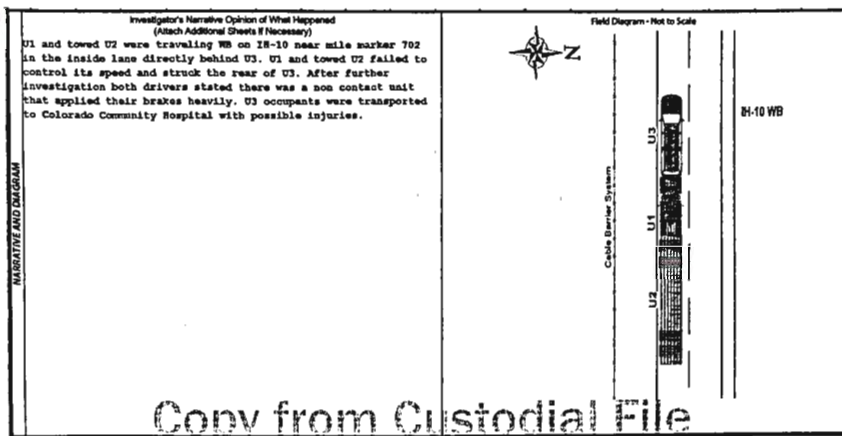 Investigator's Narrative Opinion of What Happened
(Attach Additional Sheets if Necessary)
U1 and towed U2 were traveling WB on IH-10 near mile marker 702
in the inside lane directly behind U3. U1 and towed U2 failed to
control its speed and struck the rear of U3. After further
investigation both drivers stated there was a non contact unit
that applied their brakes heavily. U3 occupants were transported
to Colorado Community Hospital with possible injuries.
NARRATIVE AND DIAGRAM
Field Diagram - Not to Scale
N
Cable Barrier System
U3
U1
U2
IH-10 WB
Copy from Custodial File